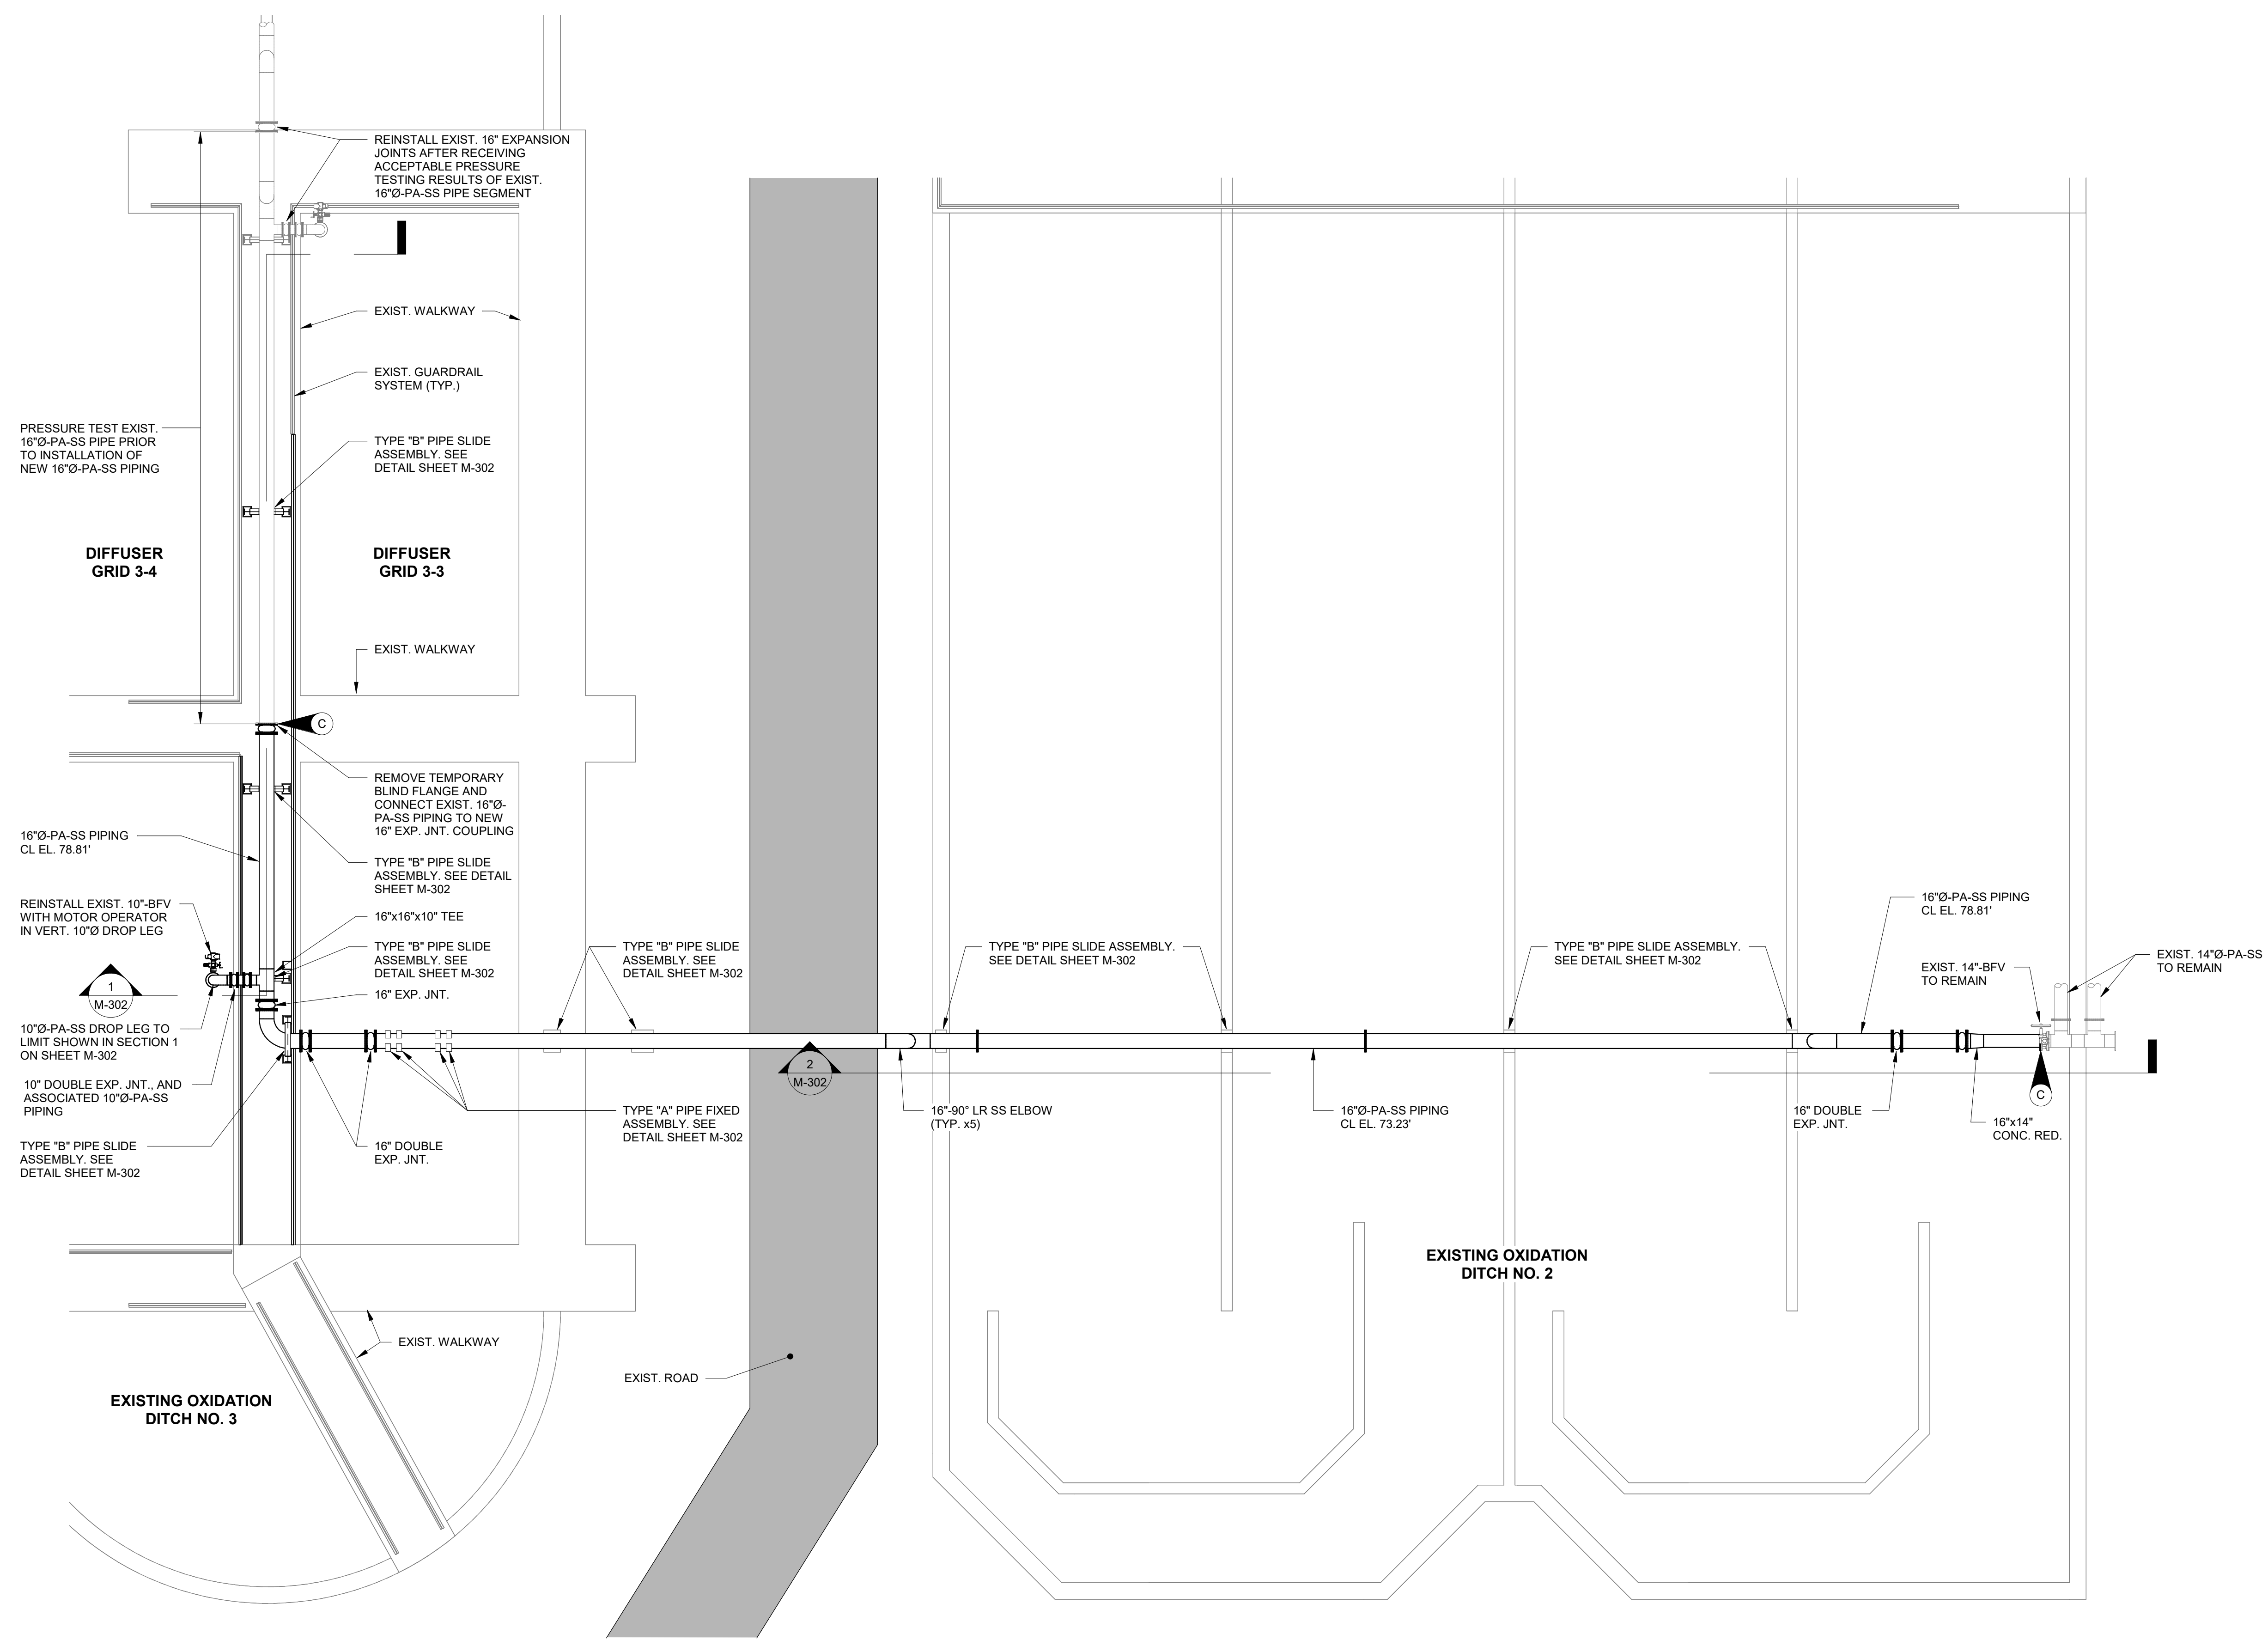 REINSTALL EXIST. 16" EXPANSION
JOINTS AFTER RECEIVING
ACCEPTABLE PRESSURE
TESTING RESULTS OF EXIST.
16"Ø-PA-SS PIPE SEGMENT
EXIST. WALKWAY
EXIST. GUARDRAIL
SYSTEM (TYP.)
PRESSURE TEST EXIST.
16"Ø-PA-SS PIPE PRIOR
TO INSTALLATION OF
NEW 16"Ø-PA-SS PIPING
TYPE "B" PIPE SLIDE
ASSEMBLY. SEE
DETAIL SHEET M-302
DIFFUSER
GRID 3-4
DIFFUSER
GRID 3-3
EXIST. WALKWAY
C
REMOVE TEMPORARY
BLIND FLANGE AND
CONNECT EXIST. 16"Ø-
PA-SS PIPING TO NEW
16" EXP. JNT. COUPLING
16"Ø-PA-SS PIPING
CL EL. 78.81'
TYPE "B" PIPE SLIDE
ASSEMBLY. SEE DETAIL
SHEET M-302
REINSTALL EXIST. 10"-BFV
WITH MOTOR OPERATOR
IN VERT. 10"Ø DROP LEG
16"x16"x10" TEE
TYPE "B" PIPE SLIDE
ASSEMBLY. SEE
DETAIL SHEET M-302
16" EXP. JNT.
1
M-302
10"Ø-PA-SS DROP LEG TO
LIMIT SHOWN IN SECTION 1
ON SHEET M-302
10" DOUBLE EXP. JNT., AND
ASSOCIATED 10"Ø-PA-SS
PIPING
TYPE "B" PIPE SLIDE
ASSEMBLY. SEE
DETAIL SHEET M-302
16" DOUBLE
EXP. JNT.
TYPE "B" PIPE SLIDE
ASSEMBLY. SEE
DETAIL SHEET M-302
TYPE "A" PIPE FIXED
ASSEMBLY. SEE
DETAIL SHEET M-302
2
M-302
16"-90° LR SS ELBOW
(TYP. x5)
TYPE "B" PIPE SLIDE ASSEMBLY.
SEE DETAIL SHEET M-302
16"Ø-PA-SS PIPING
CL EL. 73.23'
TYPE "B" PIPE SLIDE ASSEMBLY.
SEE DETAIL SHEET M-302
16"Ø-PA-SS PIPING
CL EL. 78.81'
EXIST. 14"-BFV
TO REMAIN
EXIST. 14"Ø-PA-SS
TO REMAIN
16" DOUBLE
EXP. JNT.
C
16"x14"
CONC. RED.
EXISTING OXIDATION
DITCH NO. 2
EXIST. WALKWAY
EXIST. ROAD
EXISTING OXIDATION
DITCH NO. 3